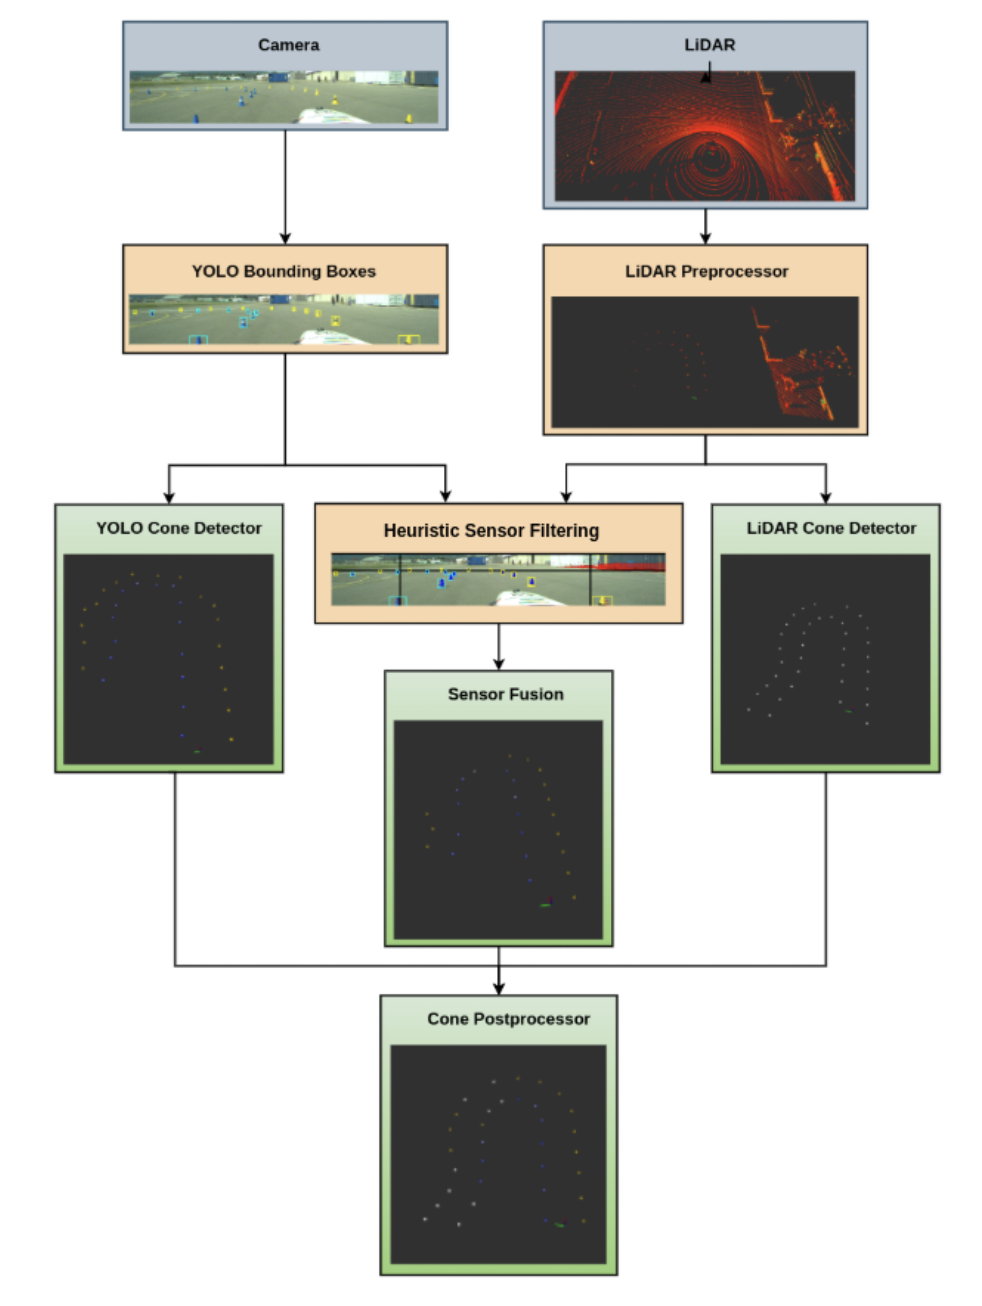 Camera
LiDAR
YOLO Bounding Boxes
LiDAR Preprocessor
YOLO Cone Detector
Heuristic Sensor Filtering
LiDAR Cone Detector
Sensor Fusion
Cone Postprocessor